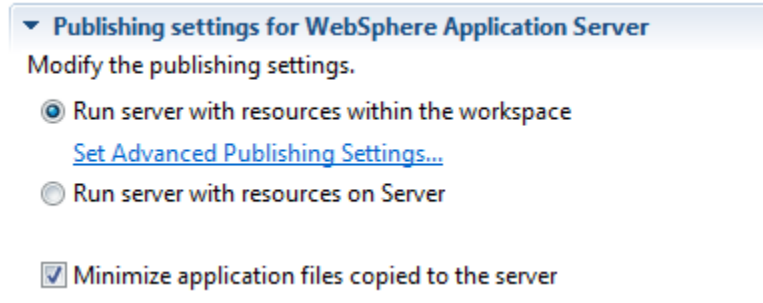 Publishing settings for WebSphere Application Server
Modify the publishing settings.
Run server with resources within the workspace
Set Advanced Publishing Settings...
Run server with resources on Server
Minimize application files copied to the server